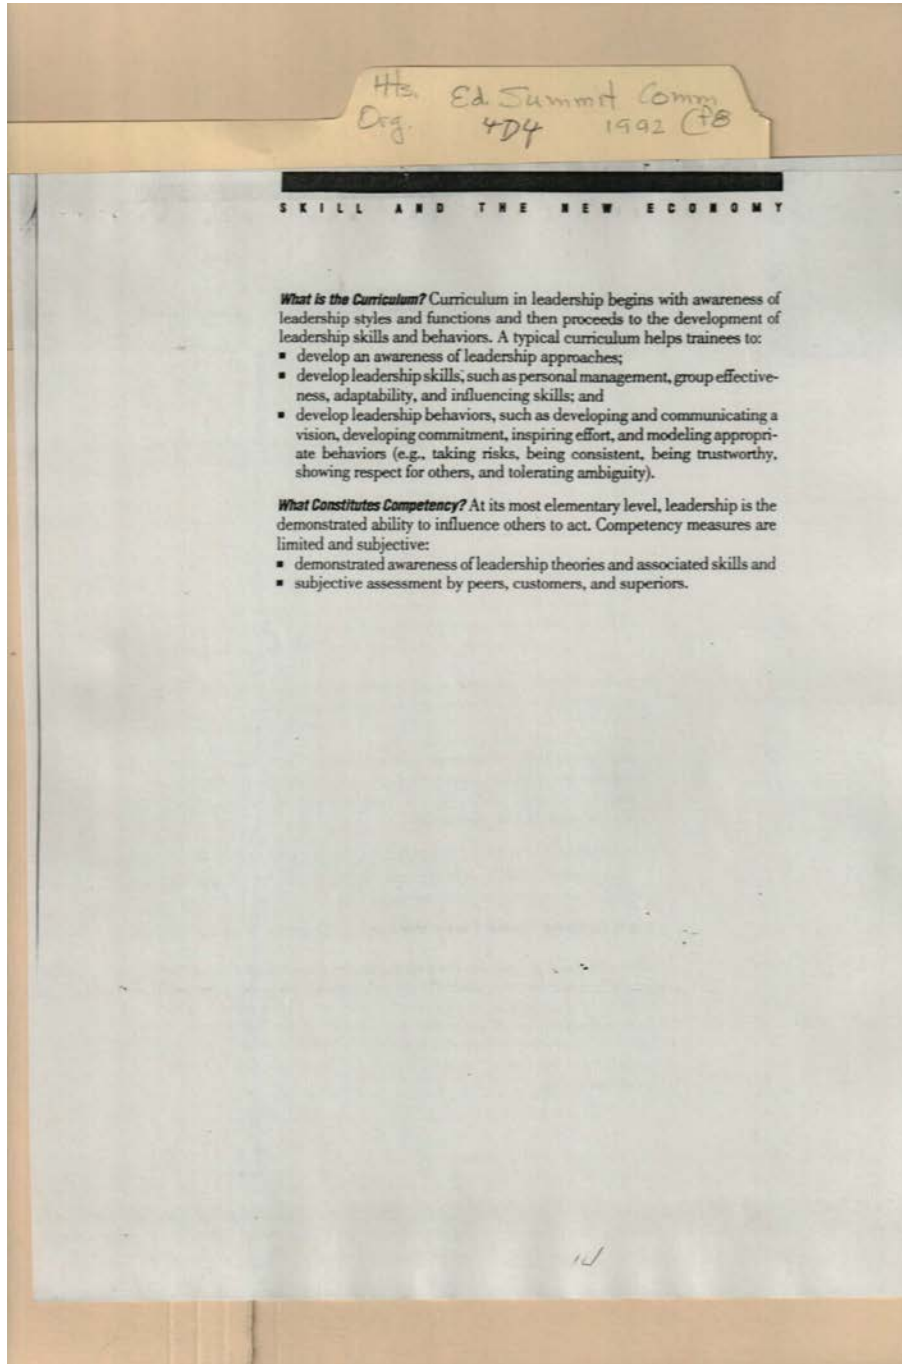 Hts. Ed. Summit Comm
Org. 4D4 1992
SKILL AND THE NEW ECONOMY
What is the Curriculum? Curriculum in leadership begins with awareness of
leadership styles and functions and then proceeds to the development of
leadership skills and behaviors. A typical curriculum helps trainees to:
▪ develop an awareness of leadership approaches;
▪ develop leadership skills, such as personal management, group effective-
ness, adaptability, and influencing skills; and
▪ develop leadership behaviors, such as developing and communicating a
vision, developing commitment, inspiring effort, and modeling appropri-
ate behaviors (e.g., taking risks, being consistent, being trustworthy,
showing respect for others, and tolerating ambiguity).
What Constitutes Competency? At its most elementary level, leadership is the
demonstrated ability to influence others to act. Competency measures are
limited and subjective:
▪ demonstrated awareness of leadership theories and associated skills and
▪ subjective assessment by peers, customers, and superiors.